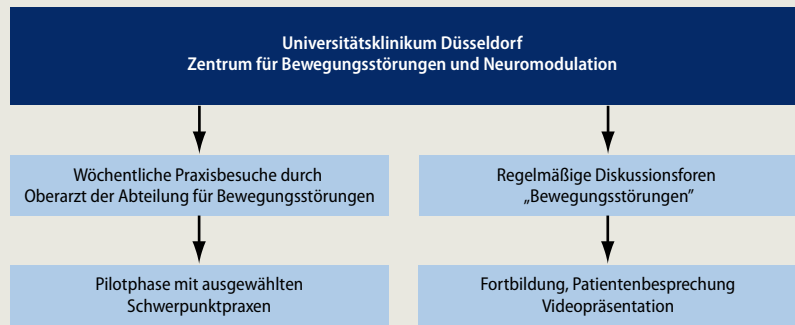 Universitätsklinikum Düsseldorf
Zentrum für Bewegungsstörungen und Neuromodulation
Wöchentliche Praxisbesuche durch
Oberarzt der Abteilung für Bewegungsstörungen
Regelmäßige Diskussionsforen
„Bewegungsstörungen”
Pilotphase mit ausgewählten
Schwerpunktpraxen
Fortbildung, Patientenbesprechung
Videopräsentation